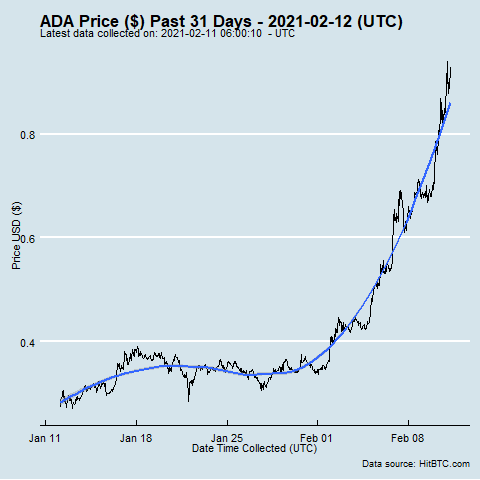 ADA Price ($) Past 31 Days - 2021-02-12 (UTC)
Latest data collected on: 2021-02-11 06:00:10 - UTC
0.8
0.6
0.4
Price USD ($)
Jan 11
Jan 18
Jan 25
Feb 01
Feb 08
Date Time Collected (UTC)
Data source: HitBTC.com